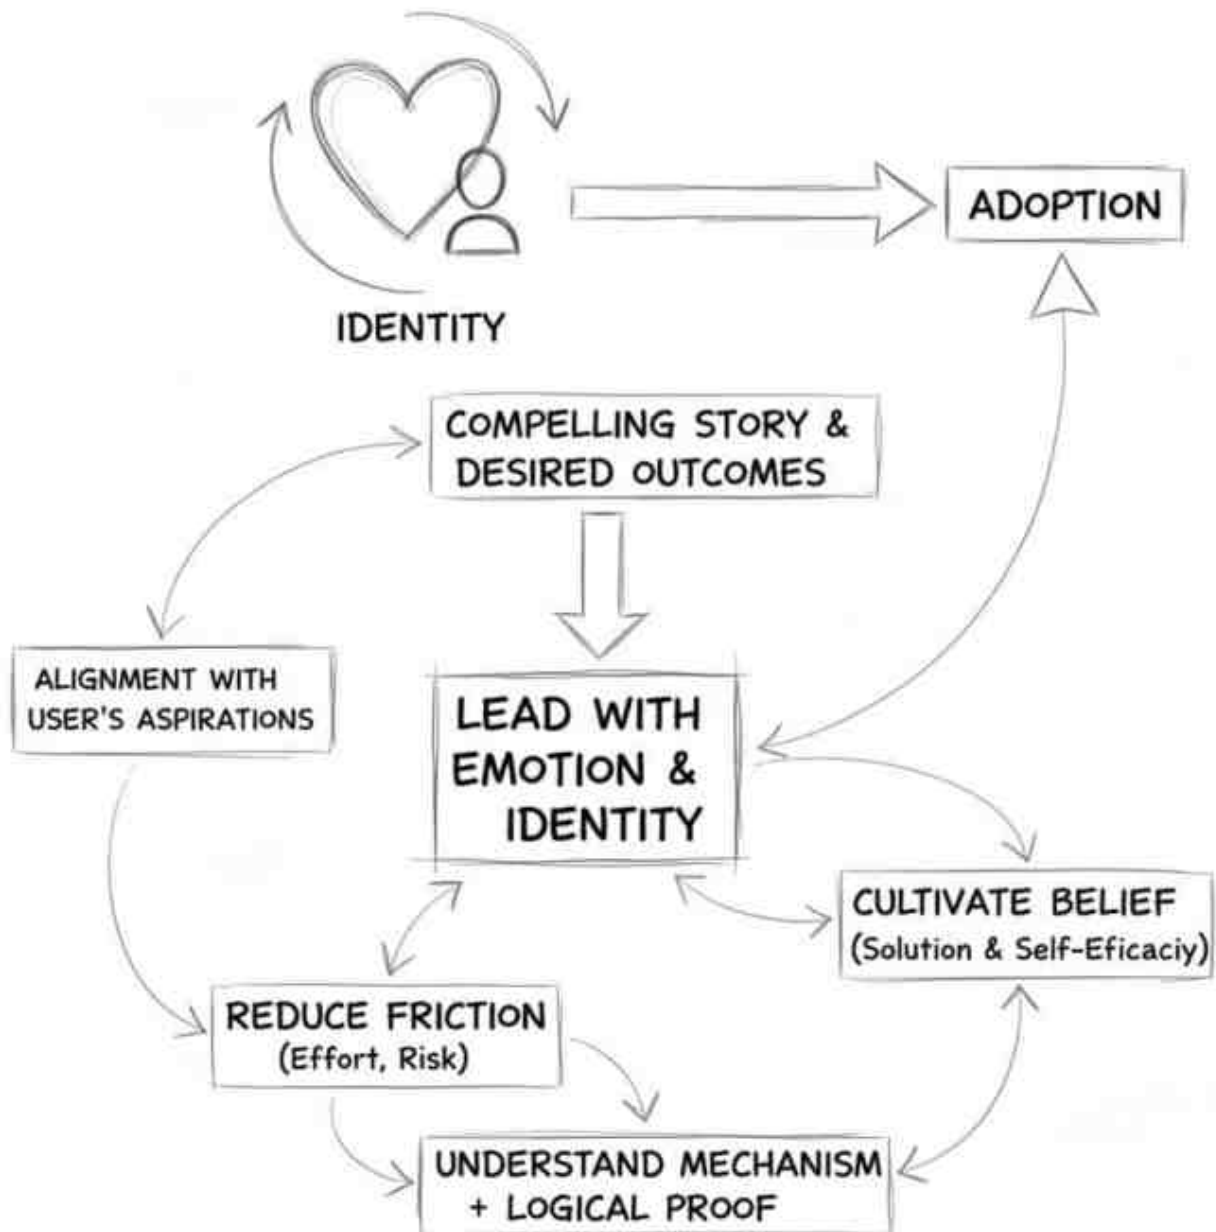 ADOPTION
IDENTITY
COMPELLING STORY &
DESIRED OUTCOMES
ALIGNMENT WITH
USER'S ASPIRATIONS
LEAD WITH
EMOTION &
IDENTITY
CULTIVATE BELIEF
(Solution & Self-Eficaciy)
REDUCE FRICTION
(Effort, Risk)
UNDERSTAND MECHANISM
+ LOGICAL PROOF